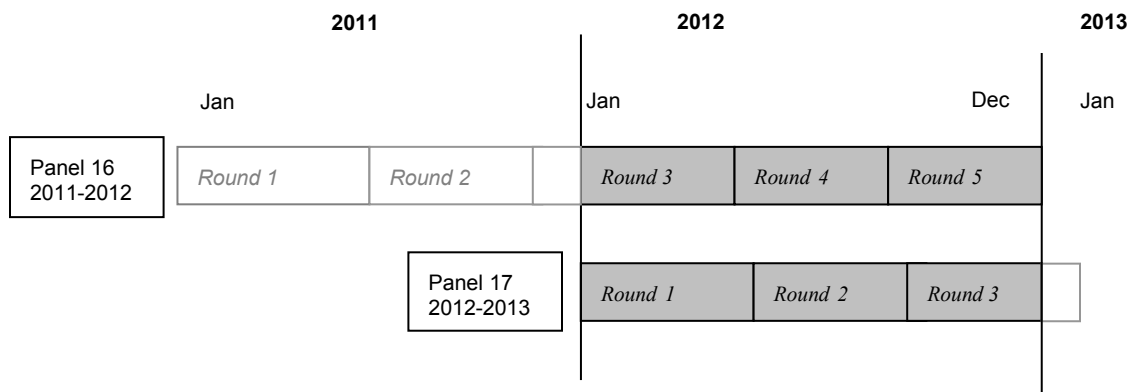 2011 2012 2013
Jan Jan Dec Jan
Panel 16
2011-2012
Round 1 Round 2 Round 3 Round 4 Round 5
Panel 17
2012-2013
Round 1 Round 2 Round 3